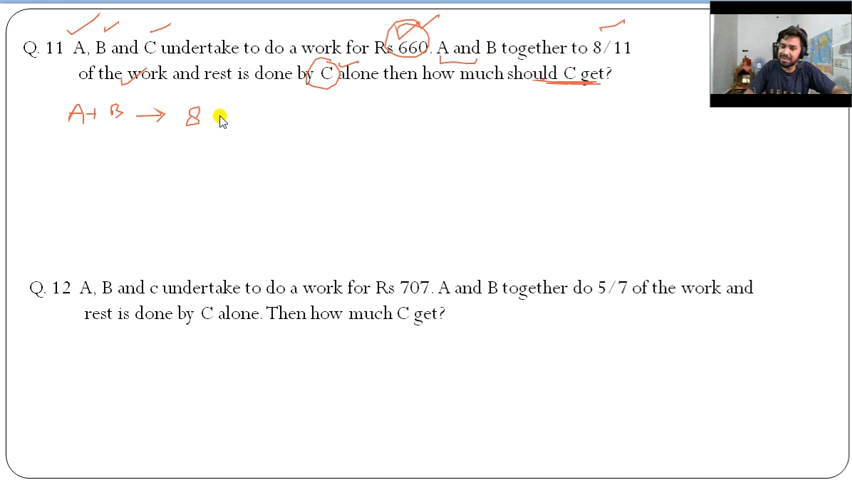 Q. 11 A, B and C undertake to do a work for Rs 660. A and B together to 8/11
of the work and rest is done by C alone then how much should C get?
A+ B → 8
Q. 12 A, B and c undertake to do a work for Rs 707. A and B together do 5/7 of the work and
rest is done by C alone. Then how much C get?